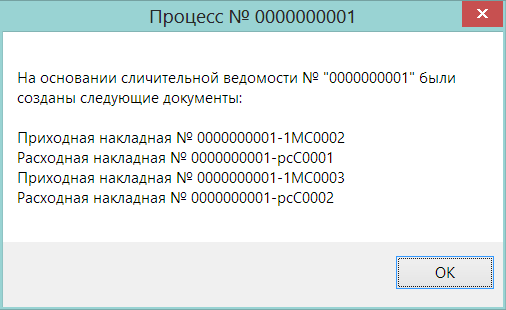 Процесс № 0000000001
На основании сличительной ведомости № "0000000001" были
созданы следующие документы:
Приходная накладная № 0000000001-1МС0002
Расходная накладная № 0000000001-рсС0001
Приходная накладная № 0000000001-1МС0003
Расходная накладная № 0000000001-рсС0002
OK